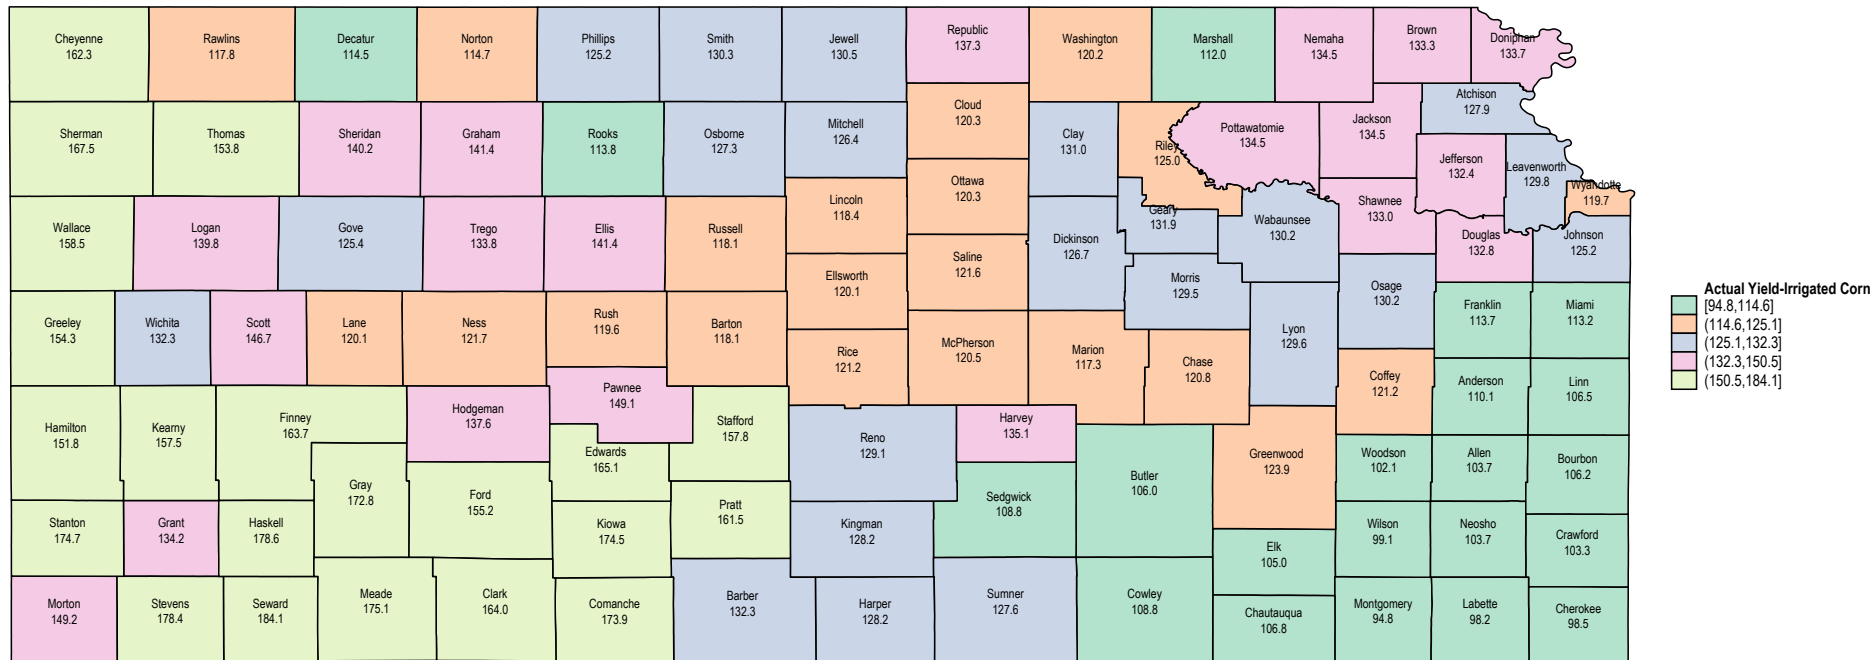 Cheyenne
162.3
Rawlins
117.8
Decatur
114.5
Norton
114.7
Phillips
125.2
Smith
130.3
Jewell
130.5
Republic
137.3
Washington
120.2
Marshall
112.0
Nemaha
134.5
Brown
133.3
Doniphan
133.7
Atchison
127.9
Sherman
167.5
Thomas
153.8
Sheridan
140.2
Graham
141.4
Rooks
113.8
Osborne
127.3
Mitchell
126.4
Cloud
120.3
Clay
131.0
Riley
125.0
Pottawatomie
134.5
Jackson
134.5
Jefferson
132.4
Leavenworth
129.8
Wyandotte
119.7
Wallace
158.5
Logan
139.8
Gove
125.4
Trego
133.8
Ellis
141.4
Russell
118.1
Lincoln
118.4
Ottawa
120.3
Dickinson
126.7
Geary
131.9
Wabaunsee
130.2
Shawnee
133.0
Douglas
132.8
Johnson
125.2
Saline
121.6
Ellsworth
120.1
Morris
129.5
Osage
130.2
Franklin
113.7
Miami
113.2
Greeley
154.3
Wichita
132.3
Scott
146.7
Lane
120.1
Ness
121.7
Rush
119.6
Barton
118.1
Rice
121.2
McPherson
120.5
Marion
117.3
Chase
120.8
Lyon
129.6
Coffey
121.2
Anderson
110.1
Linn
106.5
Hamilton
151.8
Kearny
157.5
Finney
163.7
Hodgeman
137.6
Pawnee
149.1
Stafford
157.8
Edwards
165.1
Reno
129.1
Harvey
135.1
Butler
106.0
Greenwood
123.9
Woodson
102.1
Allen
103.7
Bourbon
106.2
Gray
172.8
Ford
155.2
Pratt
161.5
Sedgwick
108.8
Stanton
174.7
Grant
134.2
Haskell
178.6
Kiowa
174.5
Kingman
128.2
Elk
105.0
Wilson
99.1
Neosho
103.7
Crawford
103.3
Morton
149.2
Stevens
178.4
Seward
184.1
Meade
175.1
Clark
164.0
Comanche
173.9
Barber
132.3
Harper
128.2
Sumner
127.6
Cowley
108.8
Chautauqua
106.8
Montgomery
94.8
Labette
98.2
Cherokee
98.5
Actual Yield-Irrigated Corn
[94.8,114.6]
(114.6,125.1]
(125.1,132.3]
(132.3,150.5]
(150.5,184.1]